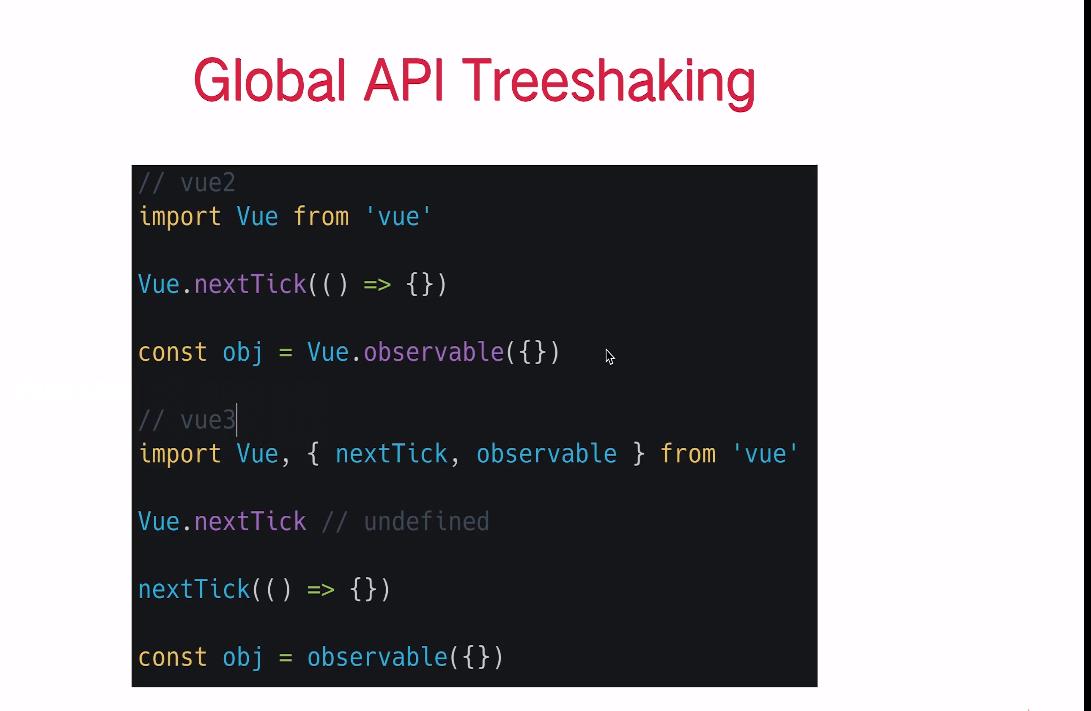 Global API Treeshaking
// vue2
import Vue from 'vue'
Vue.nextTick(() => {})
const obj = Vue.observable({})
// vue3
import Vue, { nextTick, observable } from 'vue'
Vue.nextTick // undefined
nextTick(() => {})
const obj = observable({})